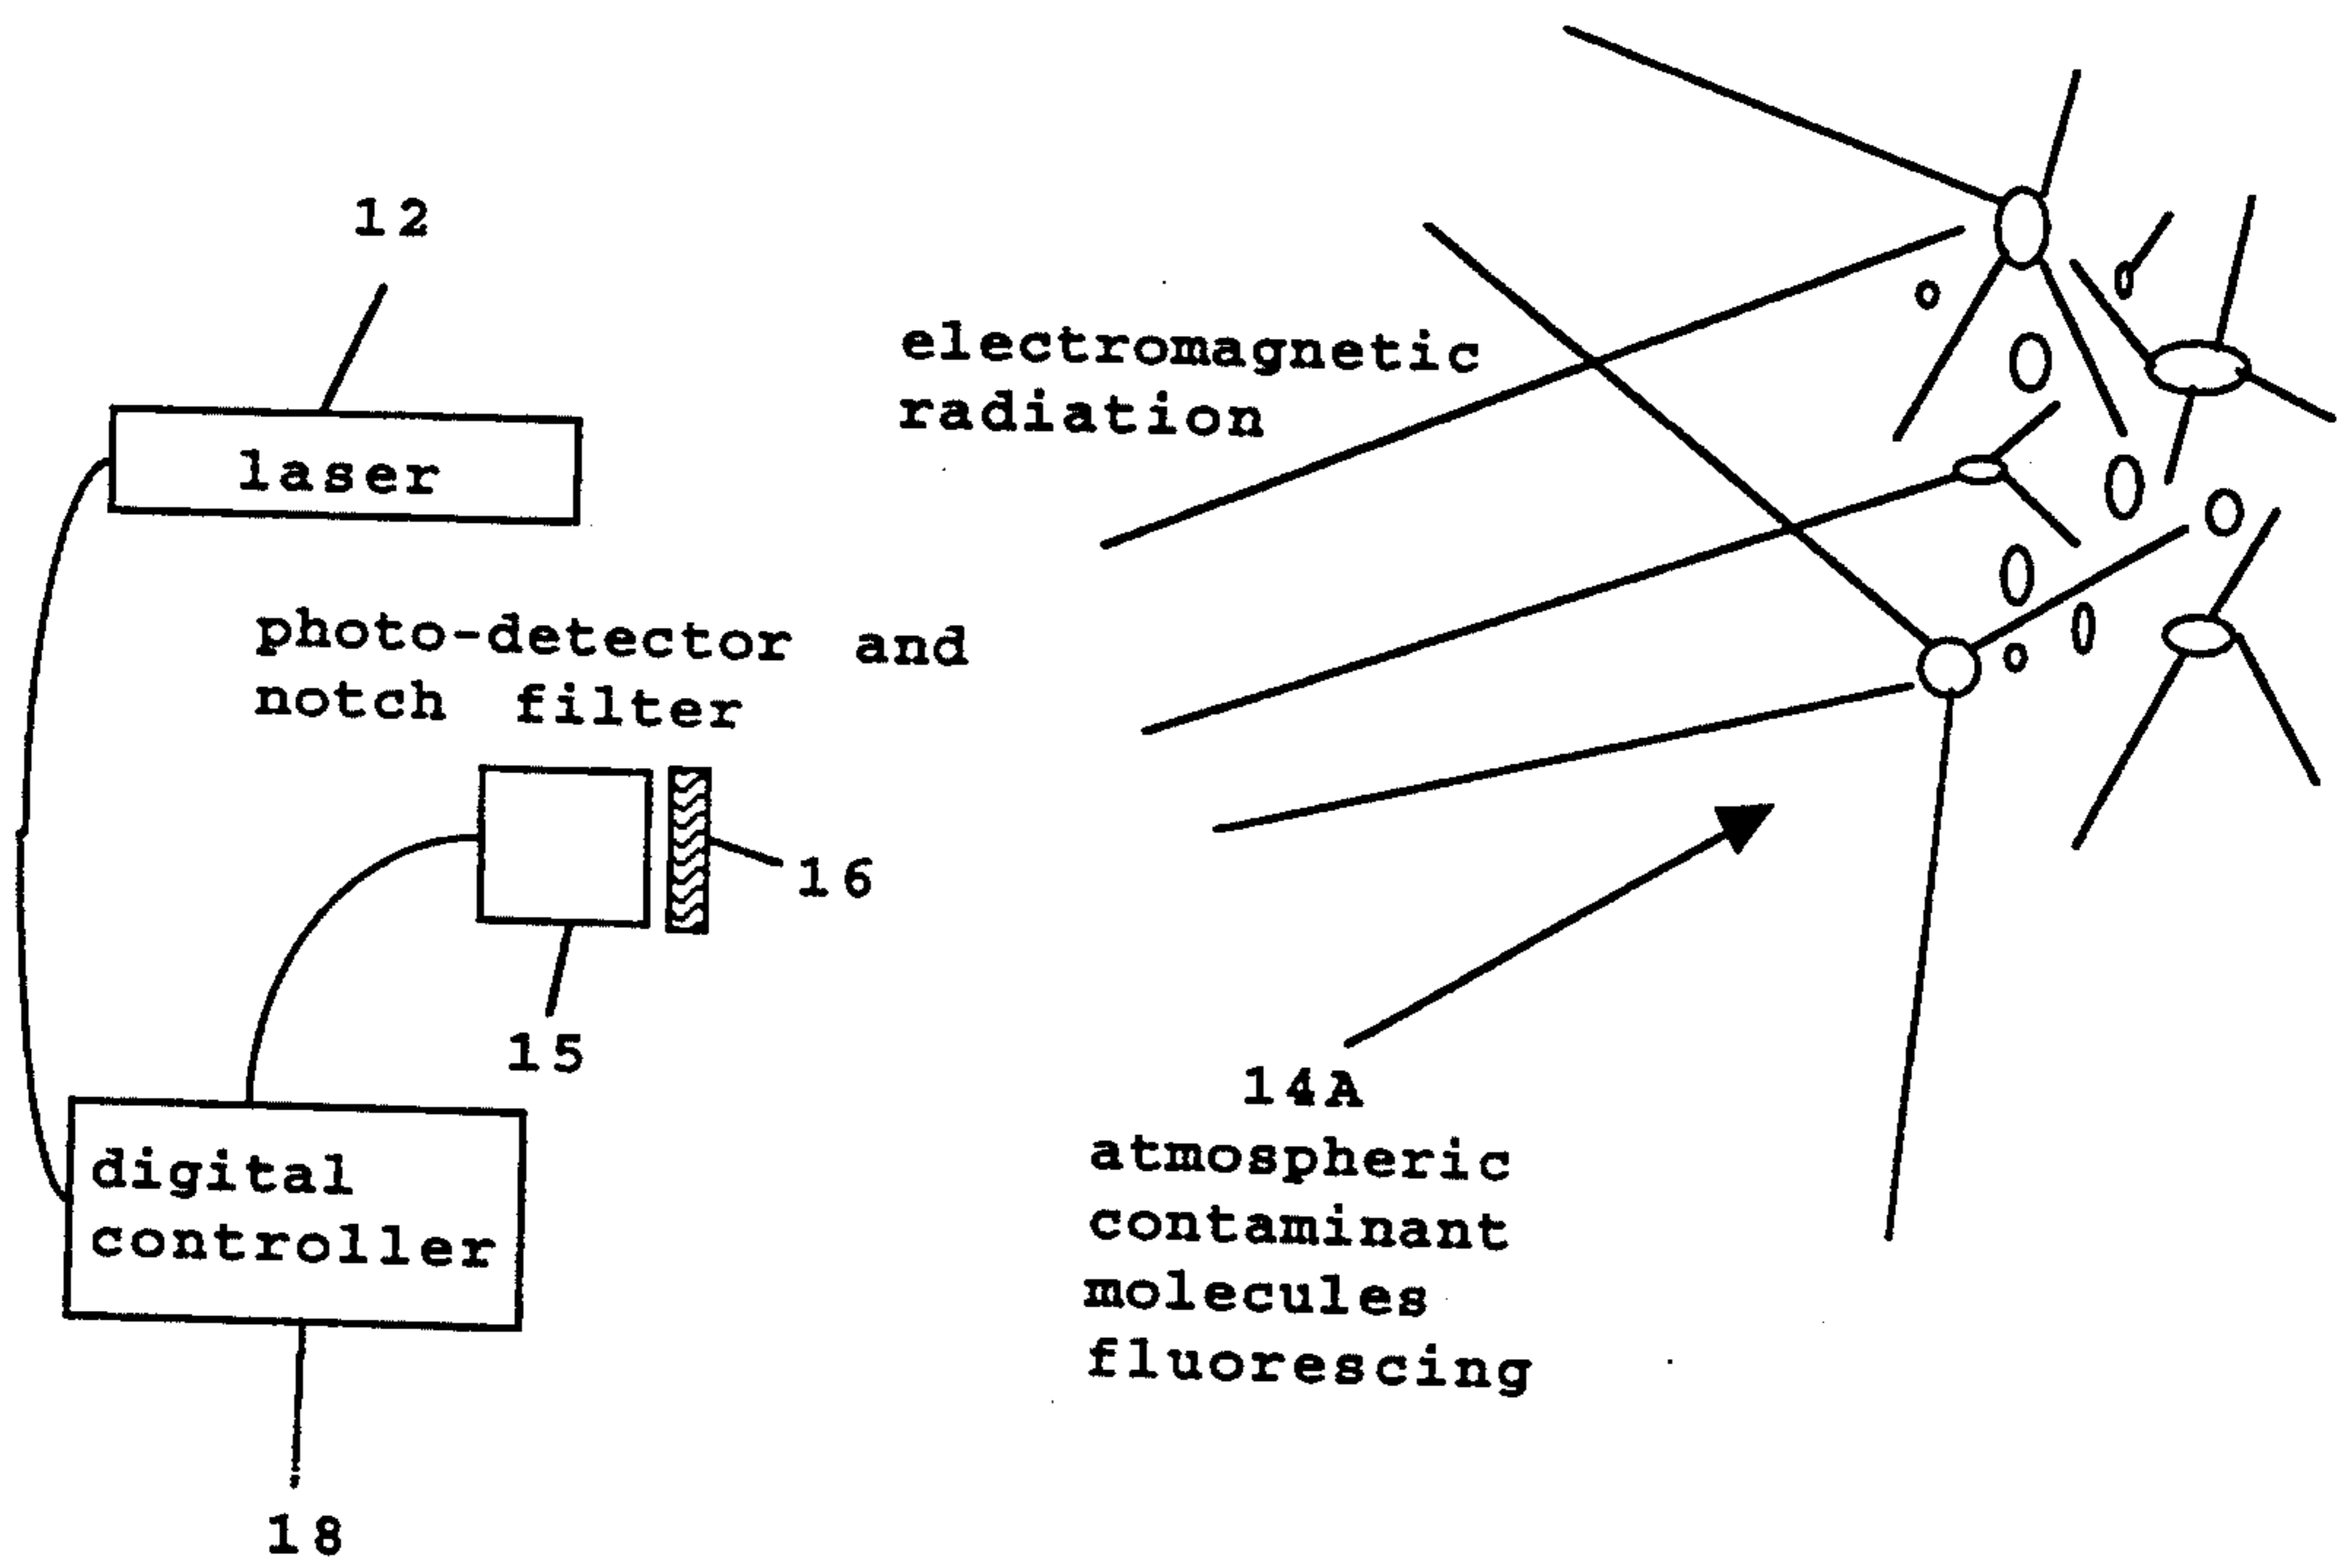 12
laser
electromagnetic
radiation
photo-detector and
notch filter
16
15
14A
atmospheric
contaminant
molecules
fluorescing
digital
controller
18